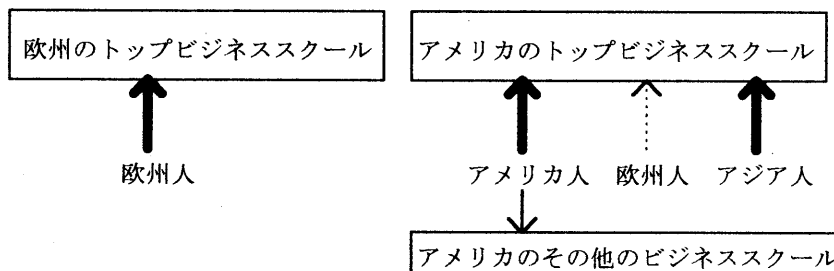 欧州のトップビジネススクール
アメリカのトップビジネススクール
欧州人
アメリカ人
欧州人
アジア人
アメリカのその他のビジネススクール